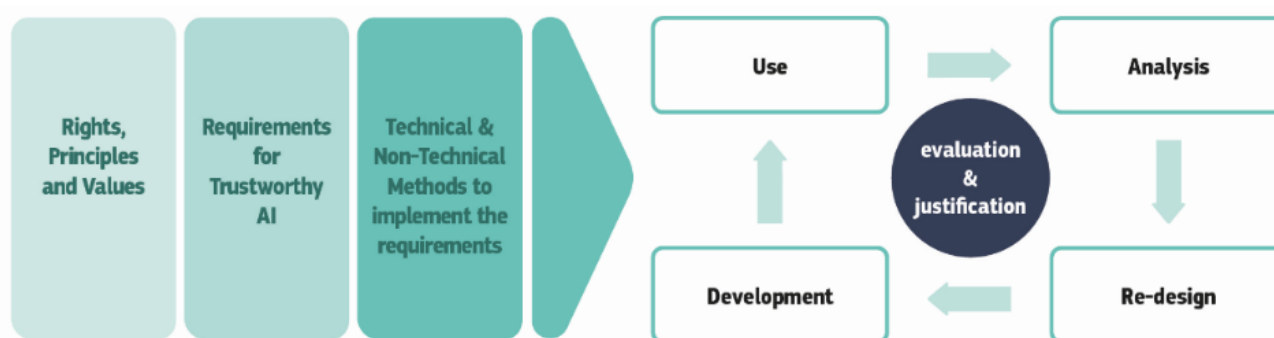 Rights,
Principles
and Values
Requirements
for
Trustworthy
AI
Technical &
Non-Technical
Methods to
implement the
requirements
Use
Analysis
evaluation
&
justification
Development
Re-design